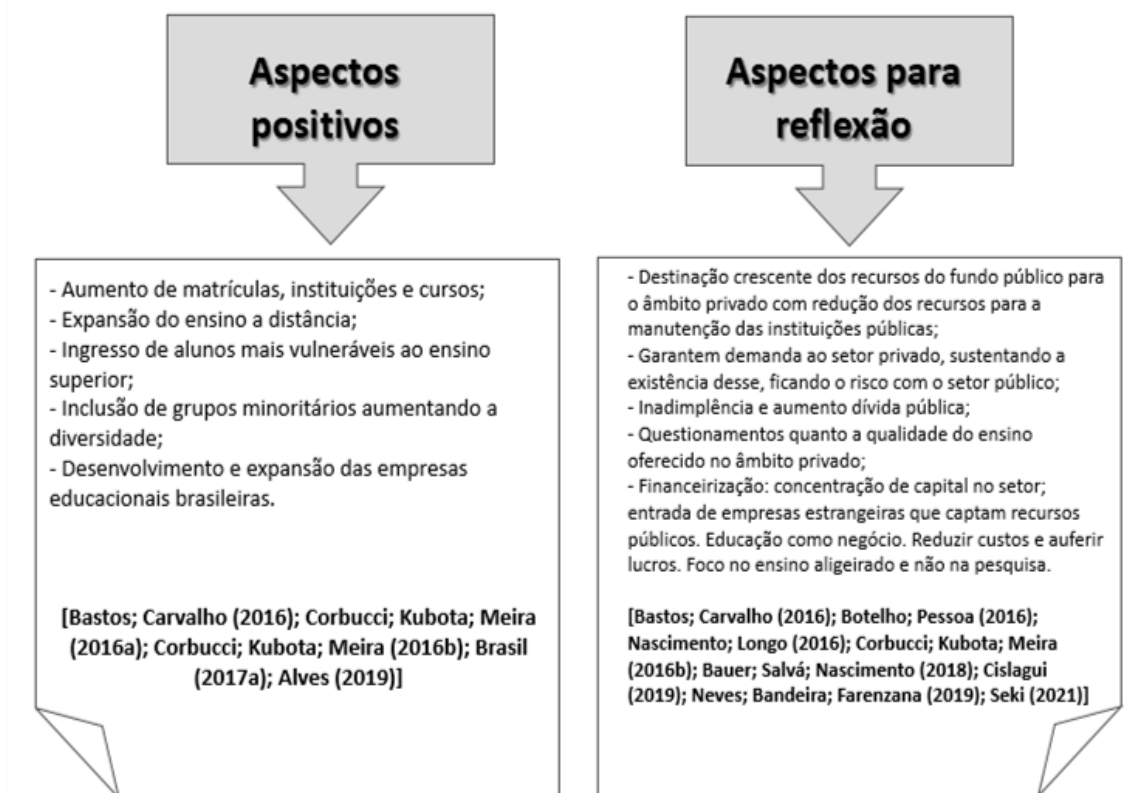 Aspectos
positivos
- Aumento de matrículas, instituições e cursos;
- Expansão do ensino a distância;
- Ingresso de alunos mais vulneráveis ao ensino
superior;
- Inclusão de grupos minoritários aumentando a
diversidade;
- Desenvolvimento e expansão das empresas
educacionais brasileiras.
[Bastos; Carvalho (2016); Corbucci; Kubota; Meira
(2016a); Corbucci; Kubota; Meira (2016b); Brasil
(2017a); Alves (2019)]
Aspectos para
reflexão
- Destinação crescente dos recursos do fundo público para
o âmbito privado com redução dos recursos para a
manutenção das instituições públicas;
- Garantem demanda ao setor privado, sustentando a
existência desse, ficando o risco com o setor público;
- Inadimplência e aumento dívida pública;
- Questionamentos quanto a qualidade do ensino
oferecido no âmbito privado;
- Financeirização: concentração de capital no setor;
entrada de empresas estrangeiras que captam recursos
públicos. Educação como negócio. Reduzir custos e auferir
lucros. Foco no ensino aligeirado e não na pesquisa.
[Bastos; Carvalho (2016); Botelho; Pessoa (2016);
Nascimento; Longo (2016); Corbucci; Kubota; Meira
(2016b); Bauer; Salvá; Nascimento (2018); Cislagui
(2019); Neves; Bandeira; Farenzana (2019); Seki (2021)]